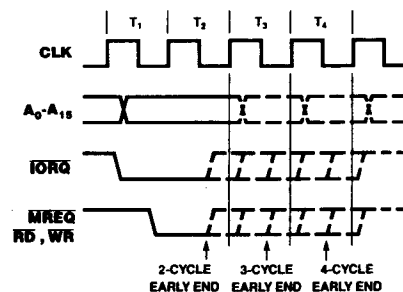 T₁ T₂ T₃ T₄
CLK
A₀-A₁₅
IORQ
MREQ
RD, WR
2-CYCLE EARLY END
3-CYCLE EARLY END
4-CYCLE EARLY END